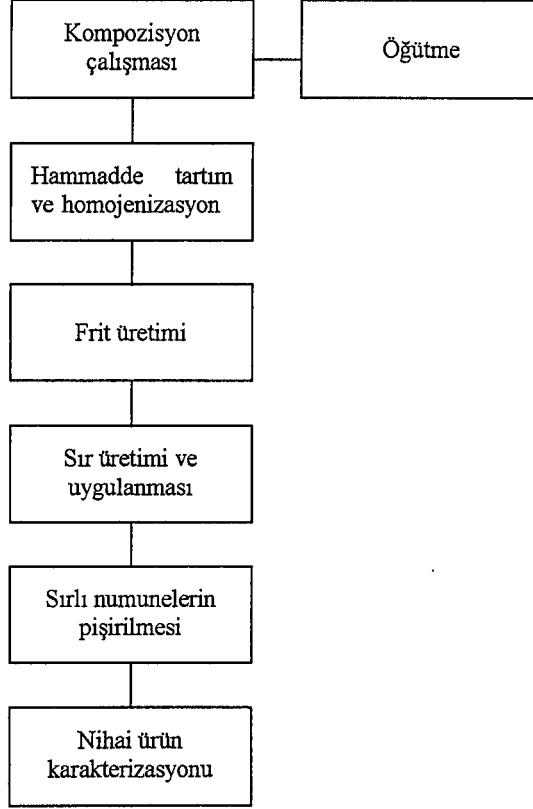 Kompozisyon
çalışması
Öğütme
Hammadde tartım
ve homojenizasyon
Frit üretimi
Sır üretimi ve
uygulanması
Sırlı numunelerin
pişirilmesi
Nihai ürün
karakterizasyonu